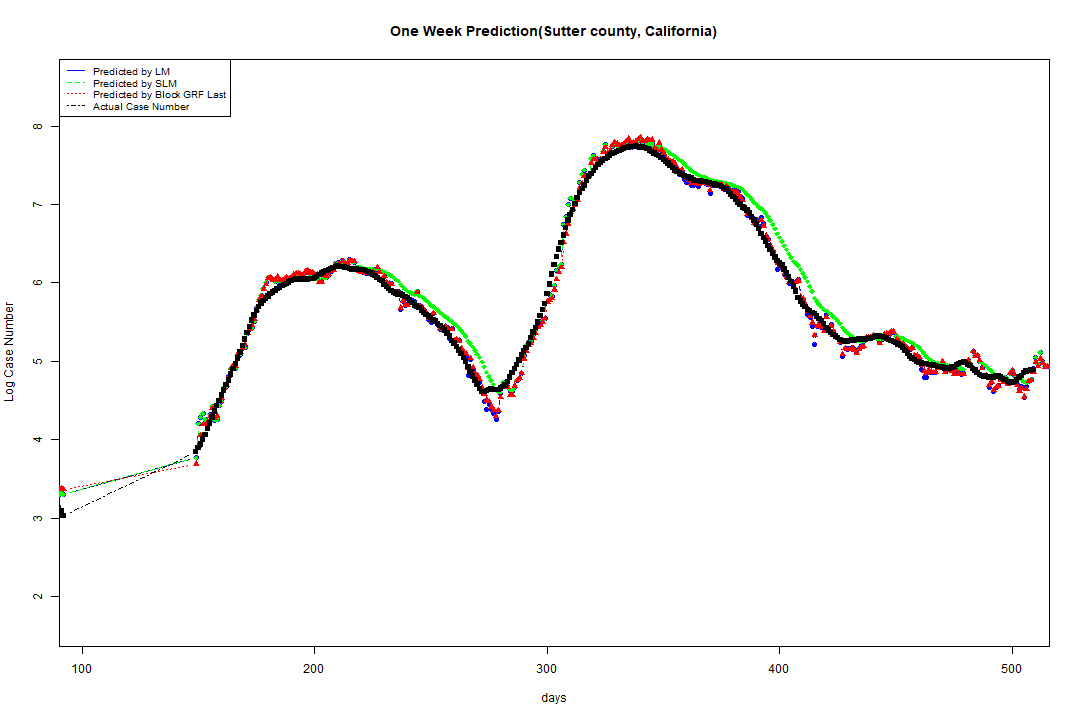 One Week Prediction(Sutter county, California)
Predicted by LM
Predicted by SLM
Predicted by Block GRF Last
Actual Case Number
8
7
6
5
4
3
2
Log Case Number
100 200 300 400 500
days